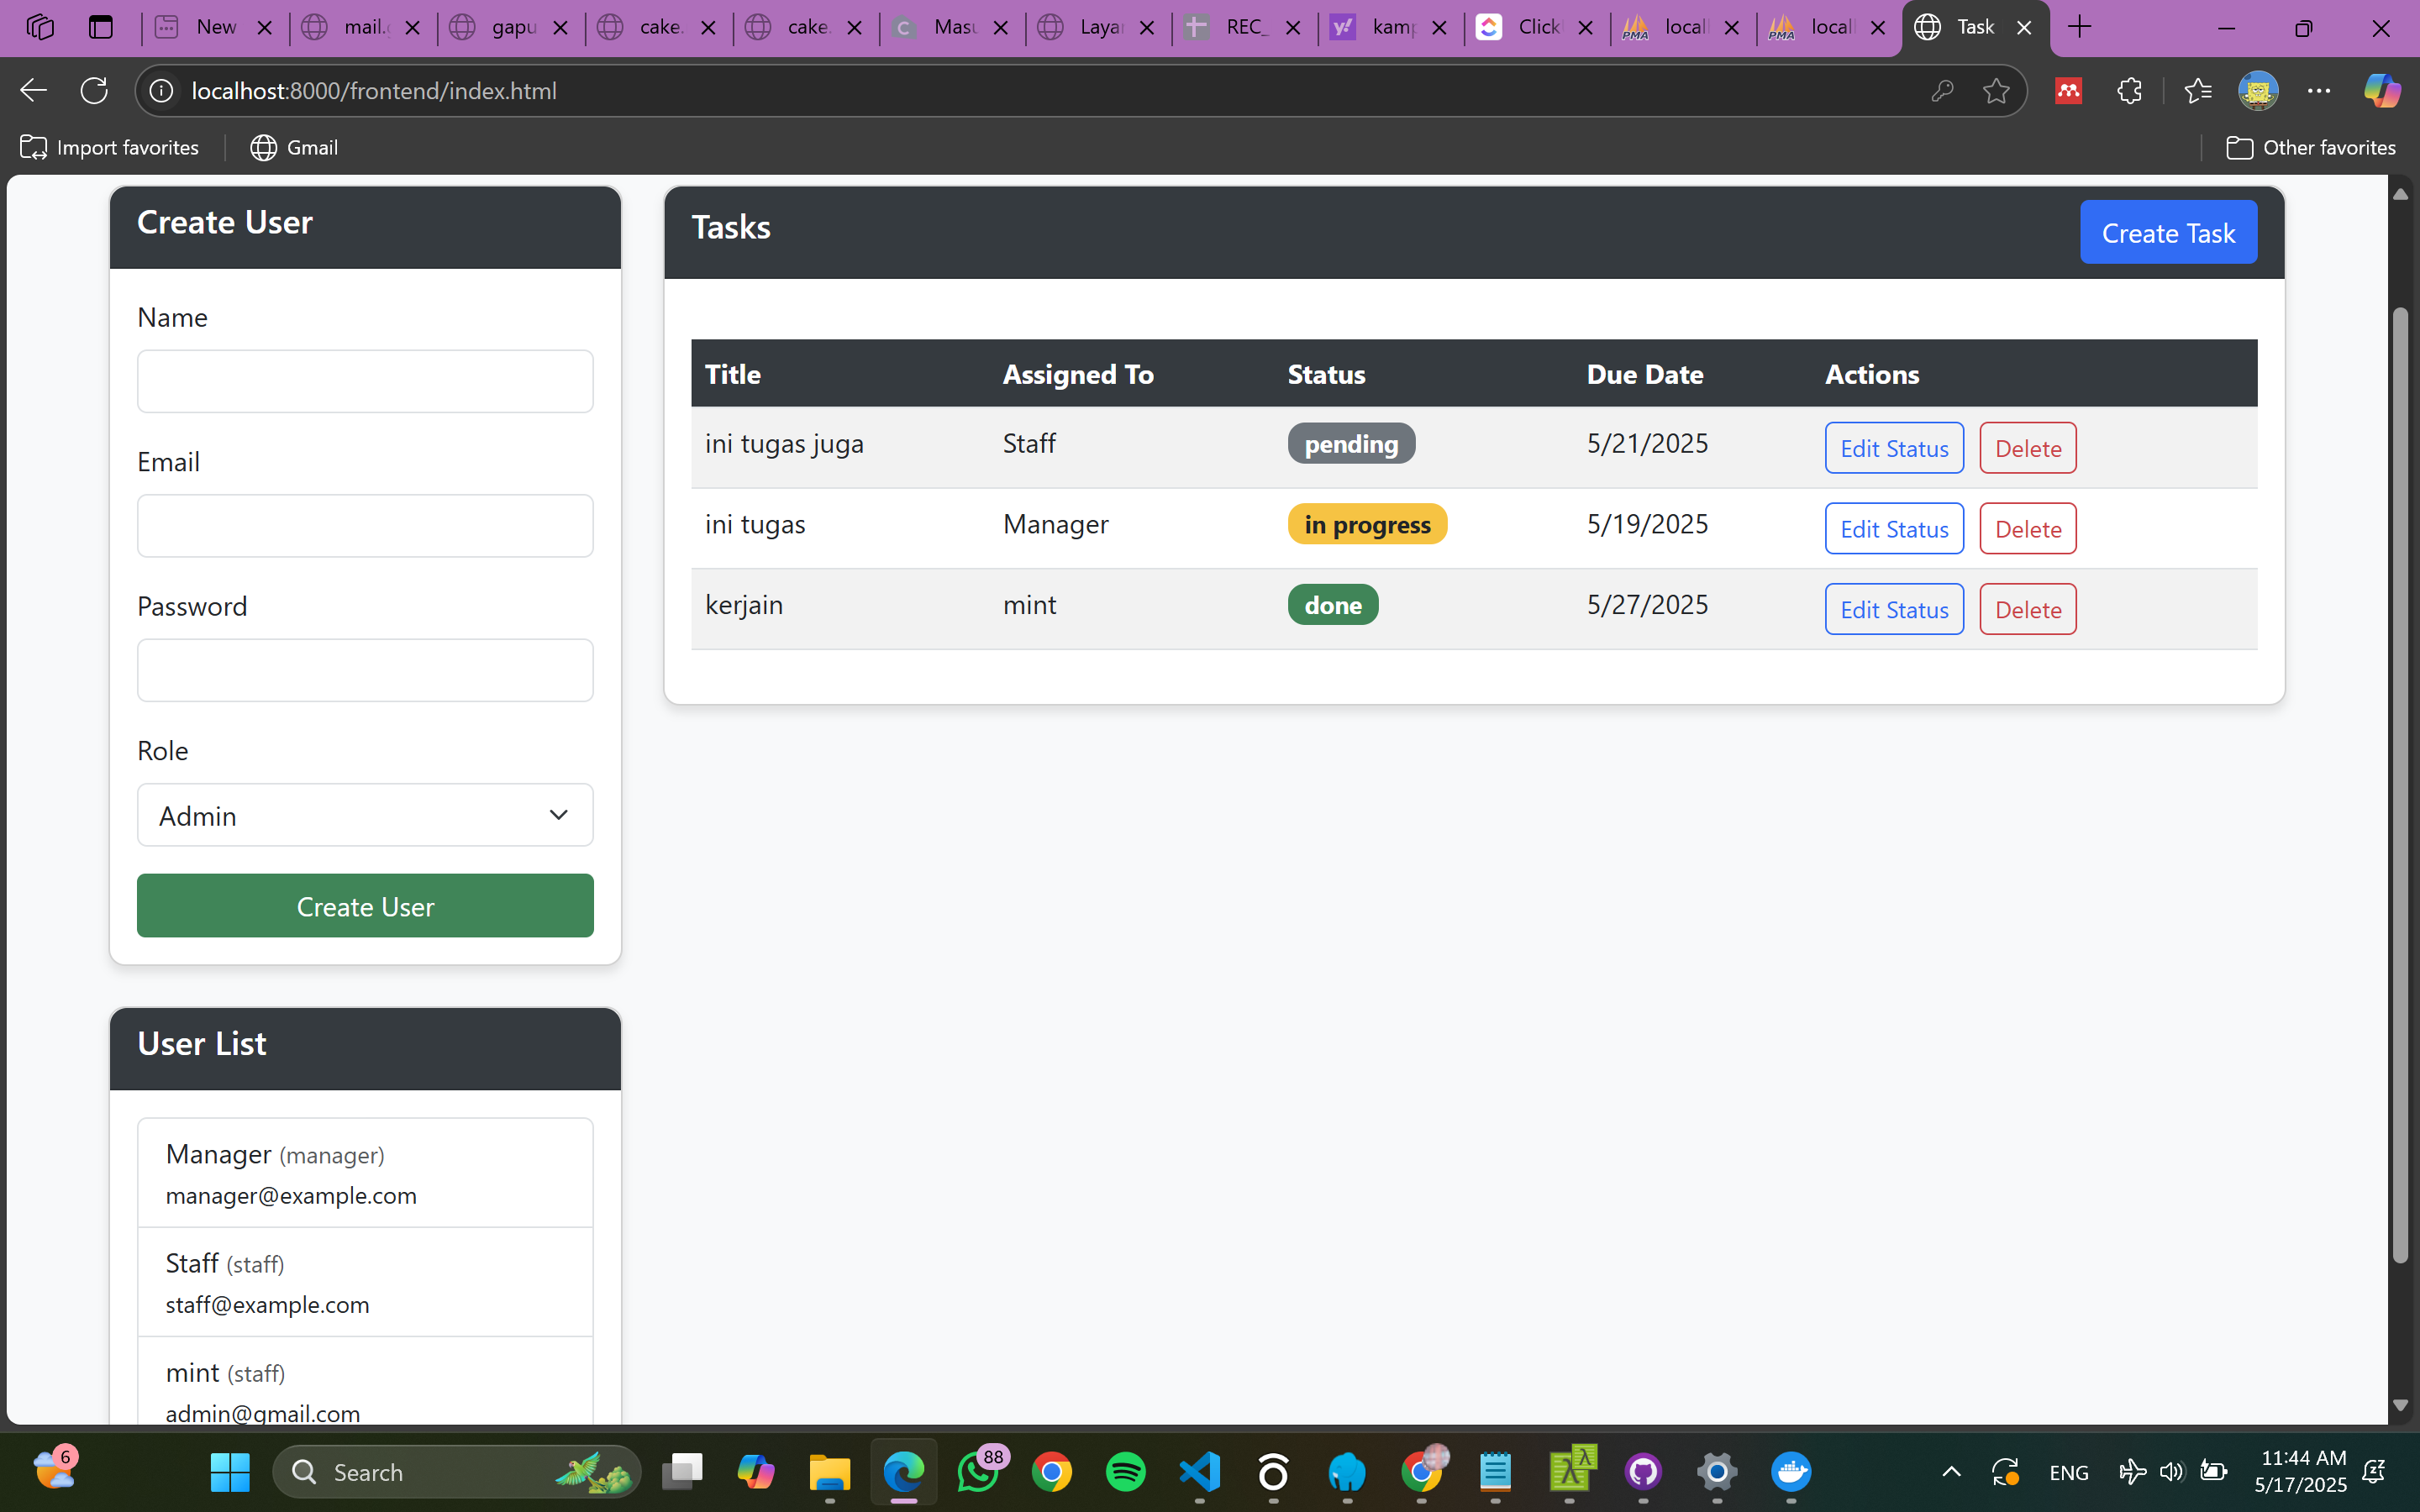 New
mail.
gapu
cake.
cake.
Masu
Layar
REC_
kamp
Click
locall
locall
Task
localhost:8000/frontend/index.html
Import favorites
Gmail
Other favorites
Create User
Name
Email
Password
Role
Admin
Create User
User List
Manager (manager)
manager@example.com
Staff (staff)
staff@example.com
mint (staff)
admin@gmail.com
Tasks
Create Task
Title Assigned To Status Due Date Actions
ini tugas juga Staff pending 5/21/2025 Edit Status Delete
ini tugas Manager in progress 5/19/2025 Edit Status Delete
kerjain mint done 5/27/2025 Edit Status Delete
6
Search
88
ENG
11:44 AM
5/17/2025